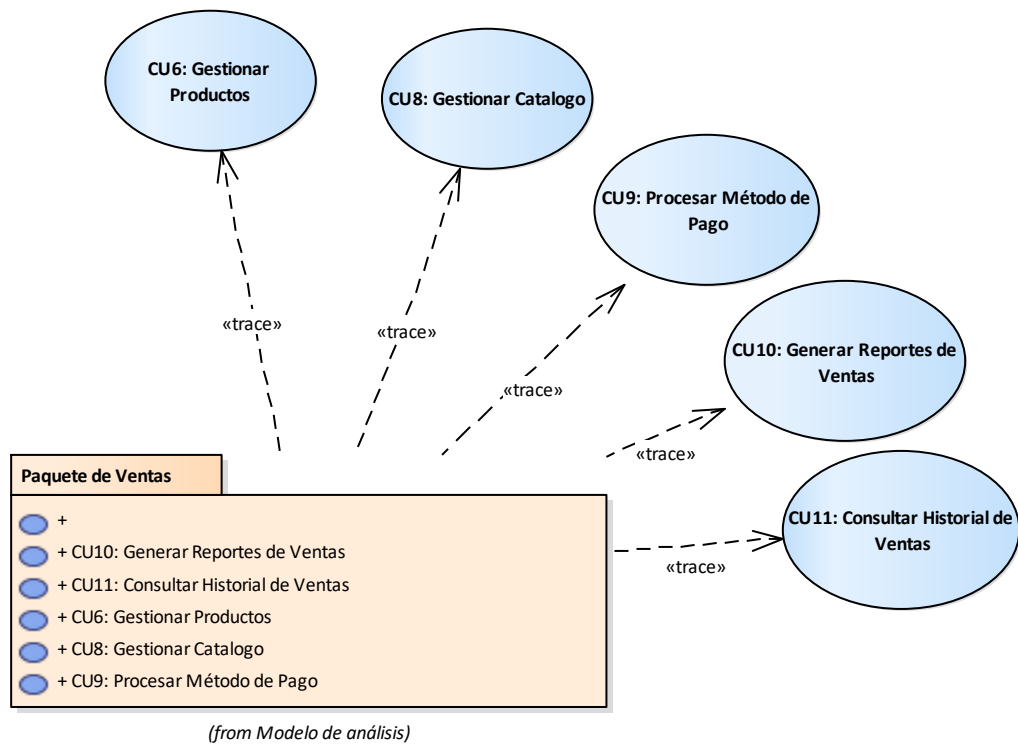 CU6: Gestionar
Productos
CU8: Gestionar Catalogo
CU9: Procesar Método de
Pago
CU10: Generar Reportes de
Ventas
CU11: Consultar Historial de
Ventas
«trace»
«trace»
«trace»
«trace»
«trace»
Paquete de Ventas
+
+ CU10: Generar Reportes de Ventas
+ CU11: Consultar Historial de Ventas
+ CU6: Gestionar Productos
+ CU8: Gestionar Catalogo
+ CU9: Procesar Método de Pago
(from Modelo de análisis)